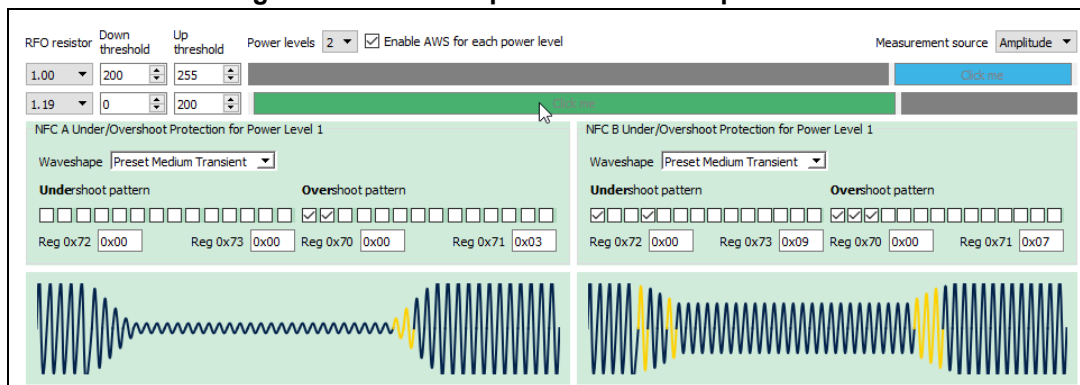 RFO resistor Down threshold Up threshold Power levels 2 Enable AWS for each power level Measurement source Amplitude
1.00 200 255 Click me
1.19 0 200 Click me
NFC A Under/Overshoot Protection for Power Level 1
Waveshape Preset Medium Transient
Undershoot pattern Overshoot pattern
Reg 0x72 0x00 Reg 0x73 0x00 Reg 0x70 0x00 Reg 0x71 0x03
NFC B Under/Overshoot Protection for Power Level 1
Waveshape Preset Medium Transient
Undershoot pattern Overshoot pattern
Reg 0x72 0x00 Reg 0x73 0x09 Reg 0x70 0x00 Reg 0x71 0x07